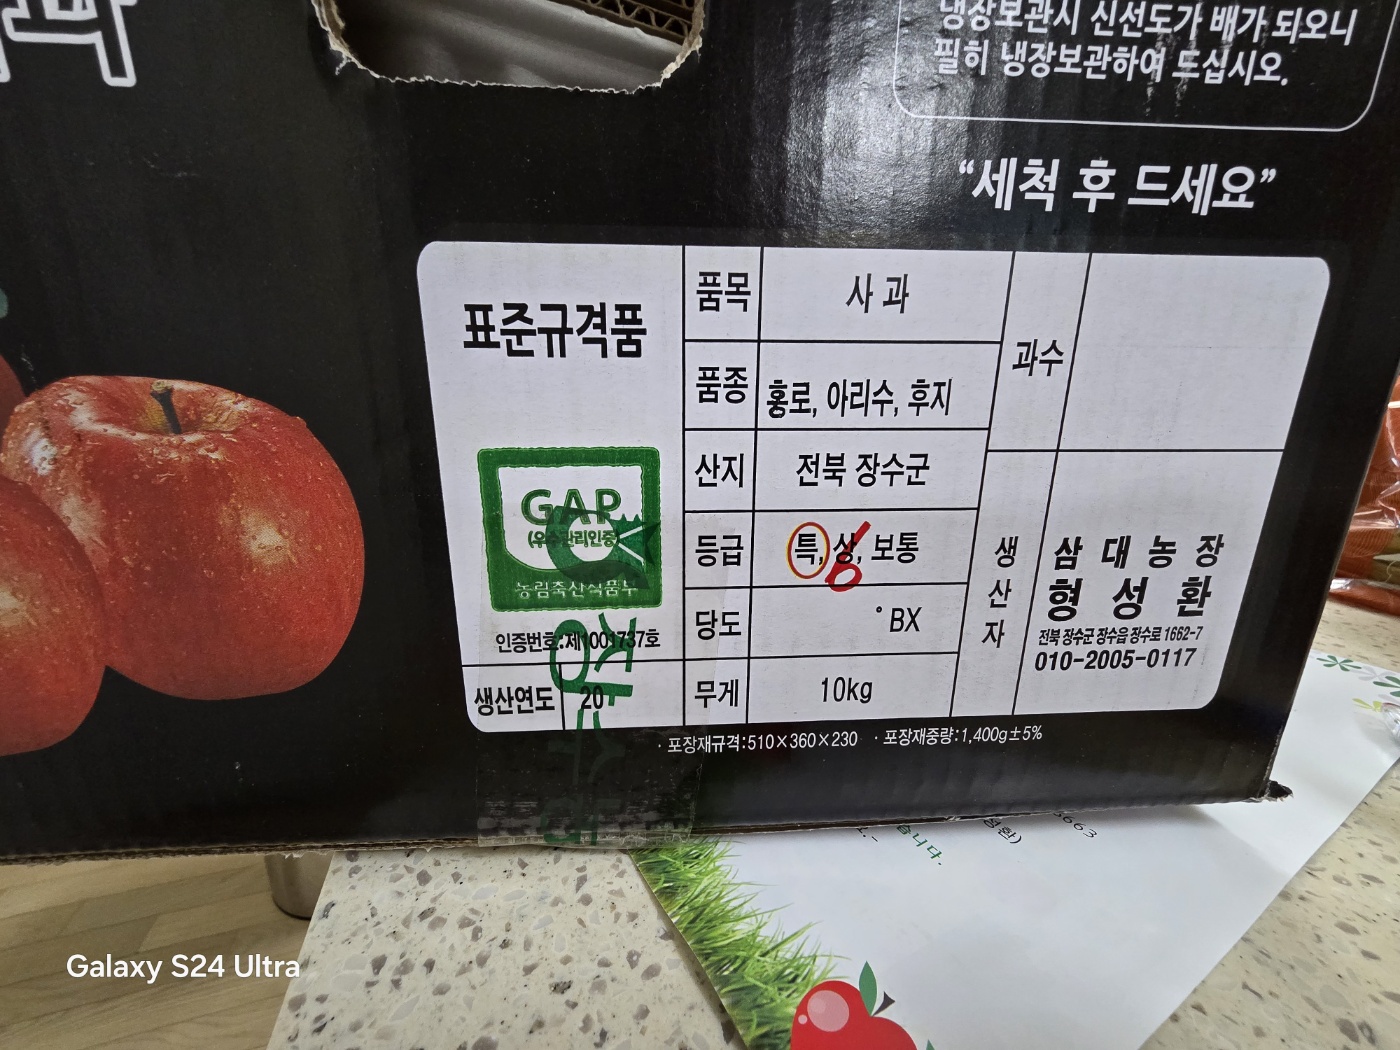 과
냉장보관시 신선도가 배가 되오니
필히 냉장보관하여 드십시오.
“세척 후 드세요”
표준규격품
GAP
(우수관리인증)
농림축산식품부
인증번호:제1001737호
생산연도 20
품목 사과
품종 홍로, 아리수, 후지
산지 전북 장수군
등급 특, 상, 보통
6
당도 °BX
무게 10kg
과수
생산자
삼대농장
형성환
전북 장수군 장수읍 장수로 1662-7
010-2005-0117
· 포장재규격:510×360×230 · 포장재중량:1,400g±5%
습니다.
Galaxy S24 Ultra